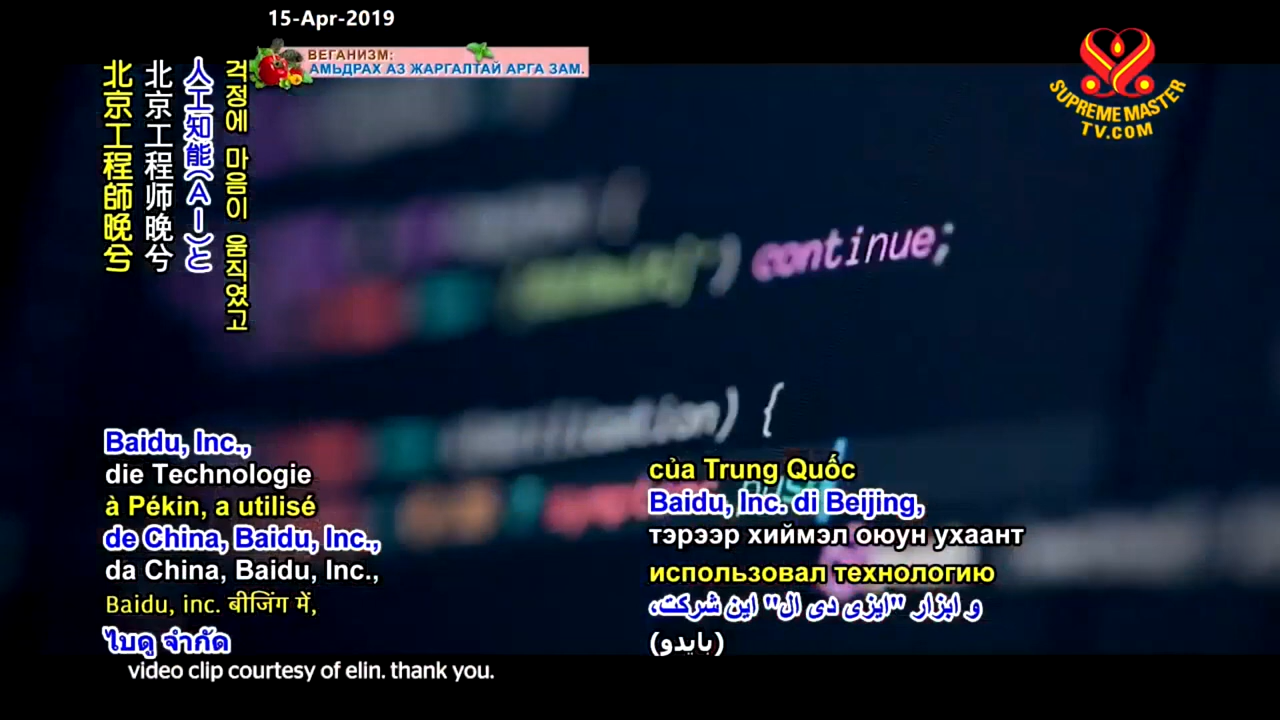 15-Apr-2019
ВЕГАНИЗМ:
АМЬДРАХ АЗ ЖАРГАЛТАЙ АРГА ЗАМ.
SUPREME MASTER
TV.COM
걱정에 마음이 움직였고
人工知能(AI)と
北京工程师晚兮
北京工程師晚兮
continue;
) {
Baidu, Inc.,
die Technologie
à Pékin, a utilisé
de China, Baidu, Inc.,
da China, Baidu, Inc.,
Baidu, inc. बीजिंग में,
ไบดู จำกัด
của Trung Quốc
Baidu, Inc. di Beijing,
тэрээр хиймэл оюун ухаант
использовал технологию
و ابزار "ایزی دی ال" این شرکت،
(بايدو)
video clip courtesy of elin. thank you.